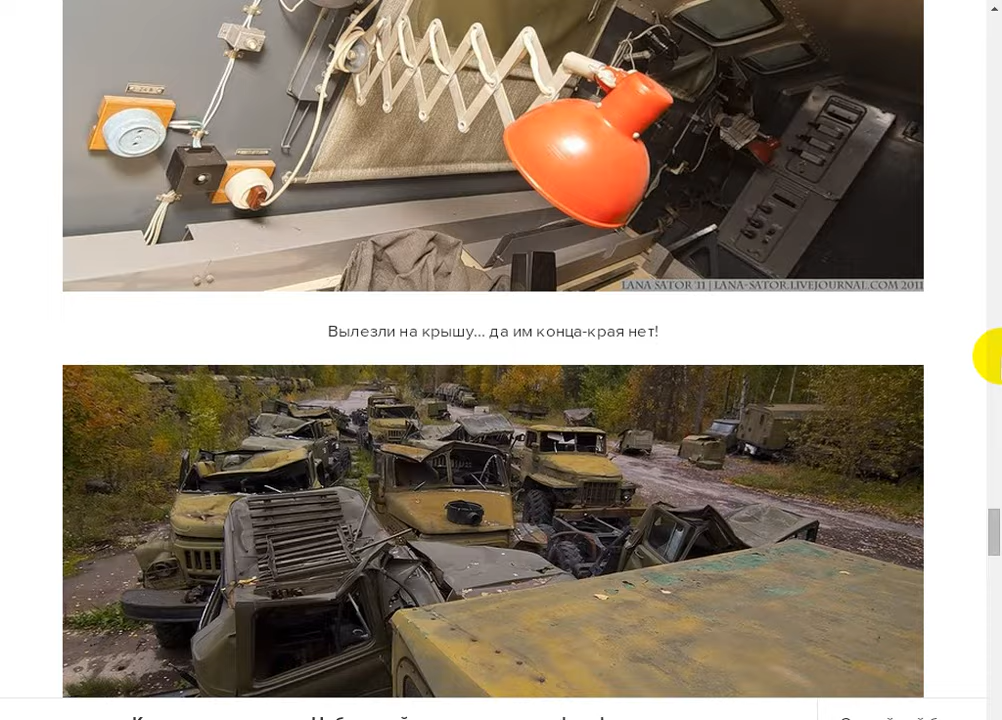 LANA SATOR '11 | LANA-SATOR.LIVEJOURNAL.COM 2011
Вылезли на крышу... да им конца-края нет!